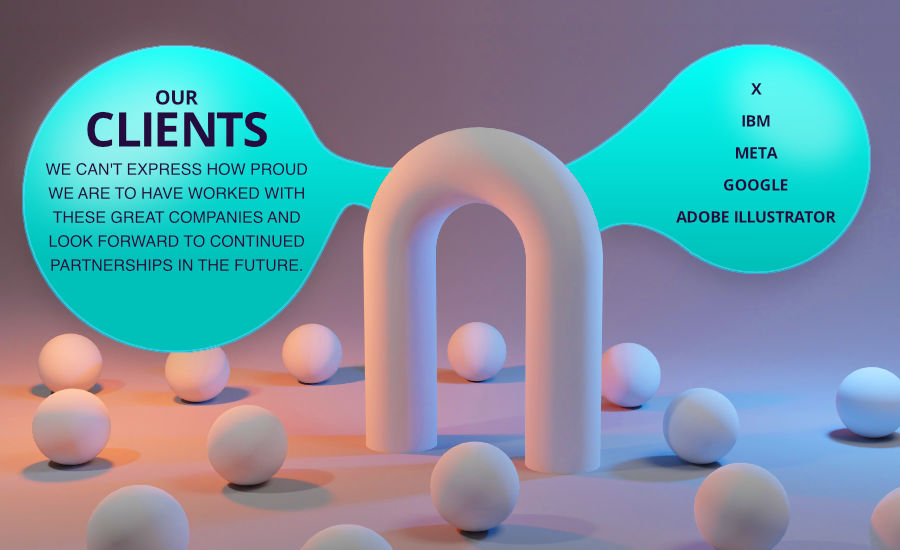 OUR
CLIENTS
WE CAN'T EXPRESS HOW PROUD
WE ARE TO HAVE WORKED WITH
THESE GREAT COMPANIES AND
LOOK FORWARD TO CONTINUED
PARTNERSHIPS IN THE FUTURE.
X
IBM
META
GOOGLE
ADOBE ILLUSTRATOR